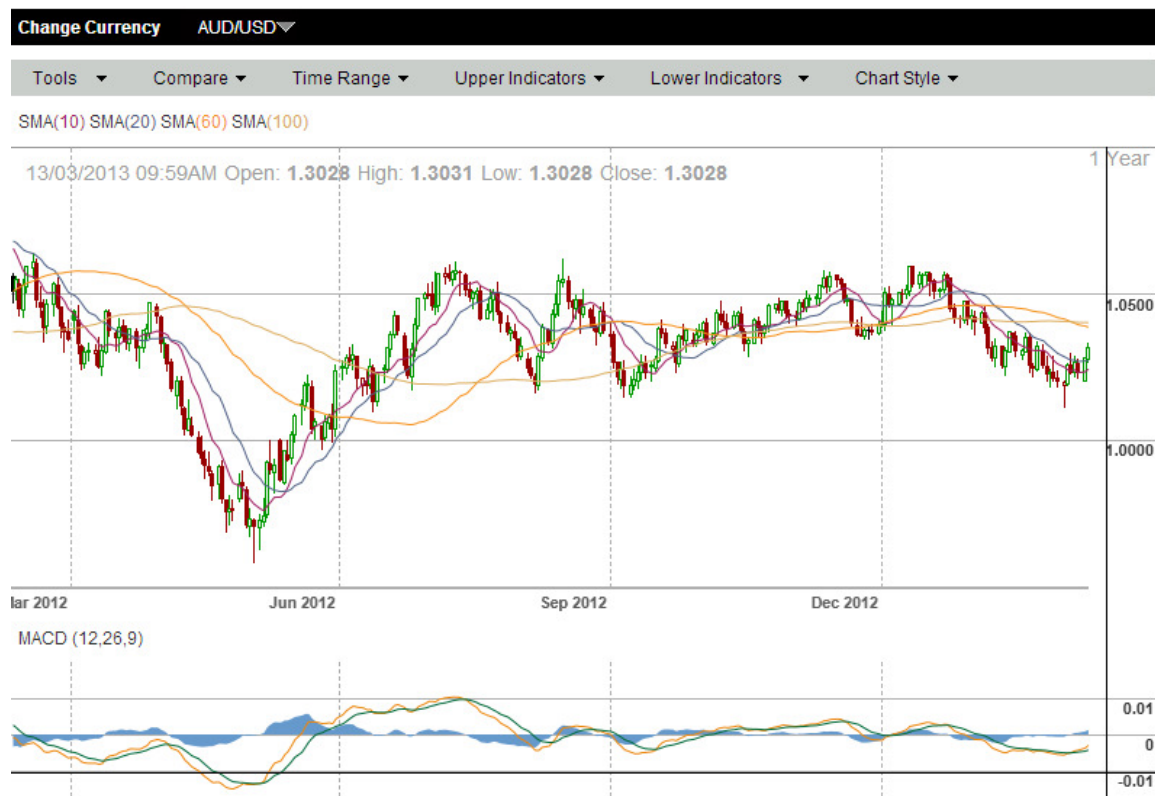 Change Currency AUD/USD
Tools Compare Time Range Upper Indicators Lower Indicators Chart Style
SMA(10) SMA(20) SMA(60) SMA(100)
1 Year
13/03/2013 09:59AM Open: 1.3028 High: 1.3031 Low: 1.3028 Close: 1.3028
1.0500
1.0000
Mar 2012 Jun 2012 Sep 2012 Dec 2012
MACD (12,26,9)
0.01
0
-0.01